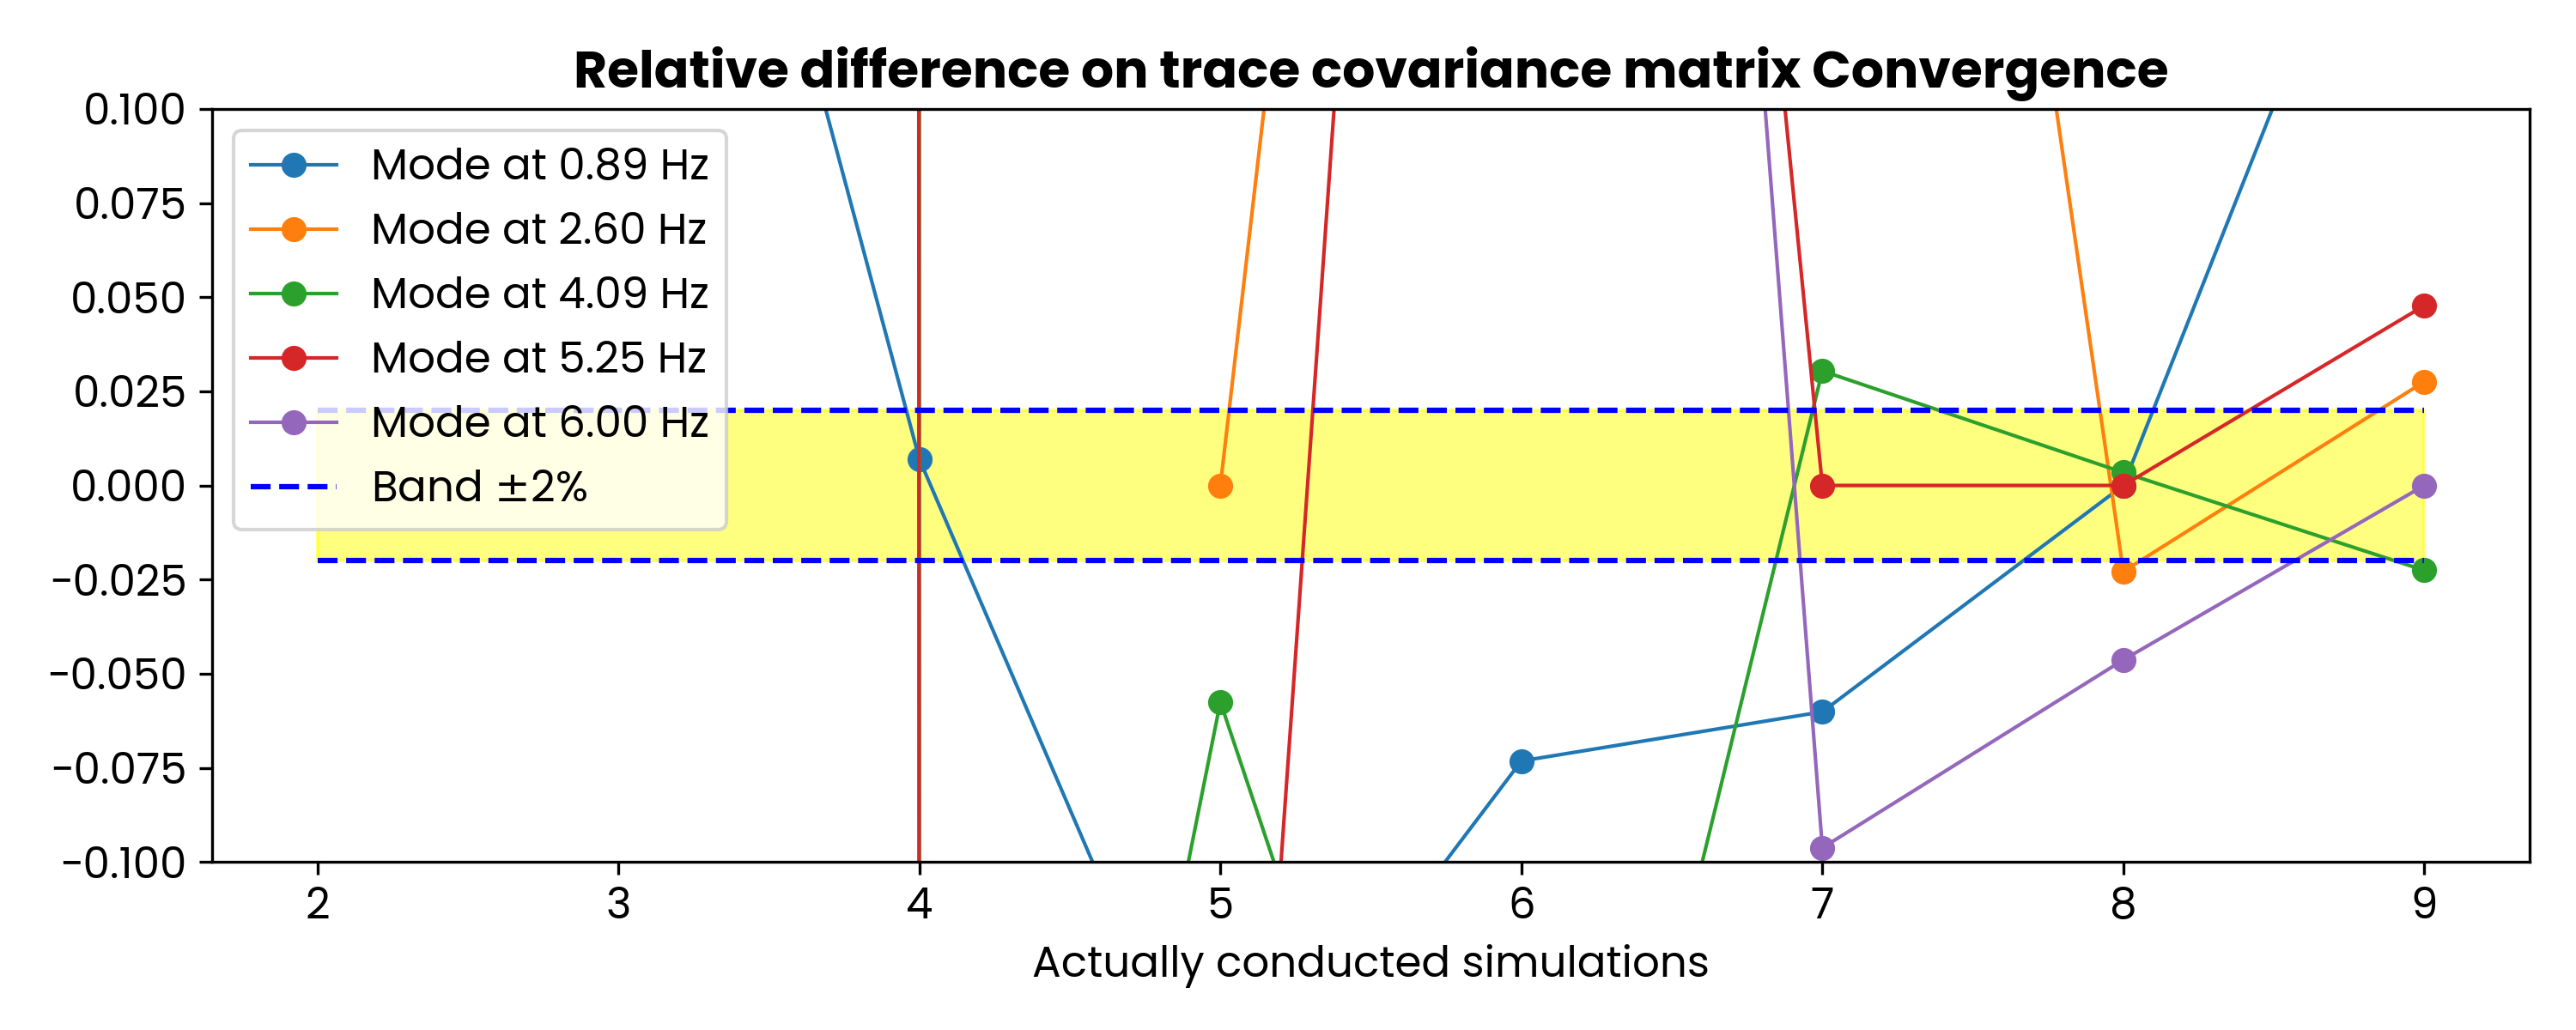 Relative difference on trace covariance matrix Convergence
0.100
0.075
0.050
0.025
0.000
−0.025
−0.050
−0.075
−0.100
Mode at 0.89 Hz
Mode at 2.60 Hz
Mode at 4.09 Hz
Mode at 5.25 Hz
Mode at 6.00 Hz
Band ±2%
2 3 4 5 6 7 8 9
Actually conducted simulations